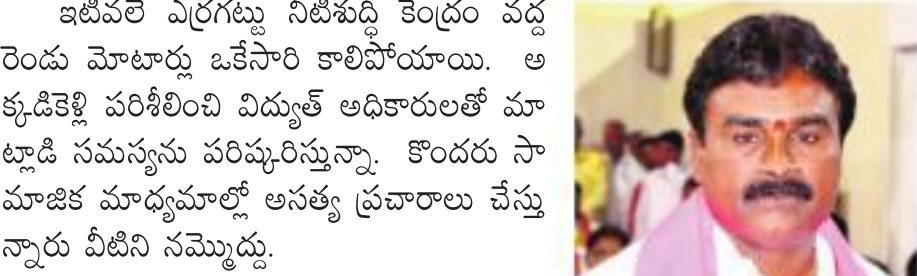 ఇటీవలే ఎర్రగట్టు నీటిశుద్ధి కేంద్రం వద్ద
రెండు మోటార్లు ఒకేసారి కాలిపోయాయి. అ
క్కడికెళ్లి పరిశీలించి విద్యుత్ అధికారులతో మా
ట్లాడి సమస్యను పరిష్కరిస్తున్నా. కొందరు సా
మాజిక మాధ్యమాల్లో అసత్య ప్రచారాలు చేస్తు
న్నారు వీటిని నమ్మొద్దు.